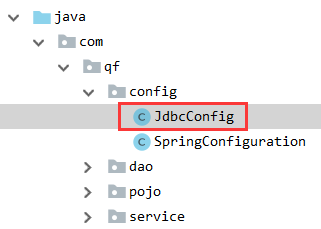 java
com
qf
config
JdbcConfig
SpringConfiguration
dao
pojo
service